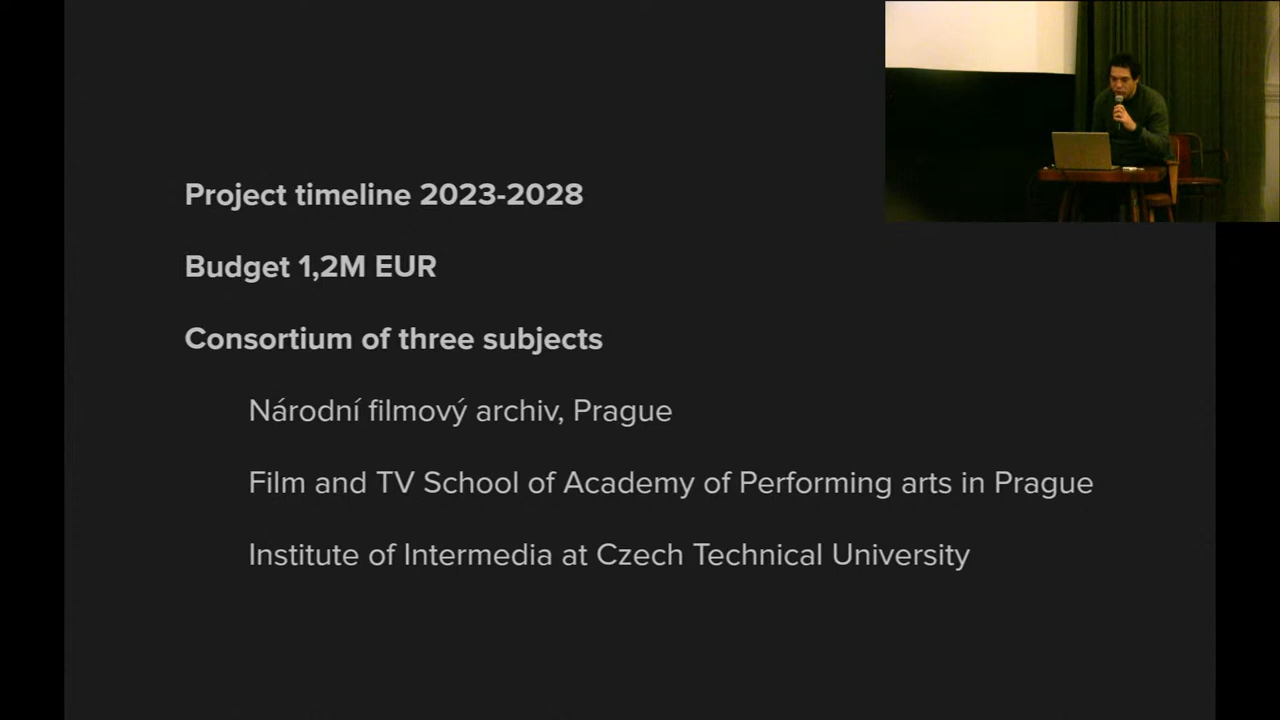 Project timeline 2023-2028
Budget 1,2M EUR
Consortium of three subjects
Národní filmový archiv, Prague
Film and TV School of Academy of Performing arts in Prague
Institute of Intermedia at Czech Technical University